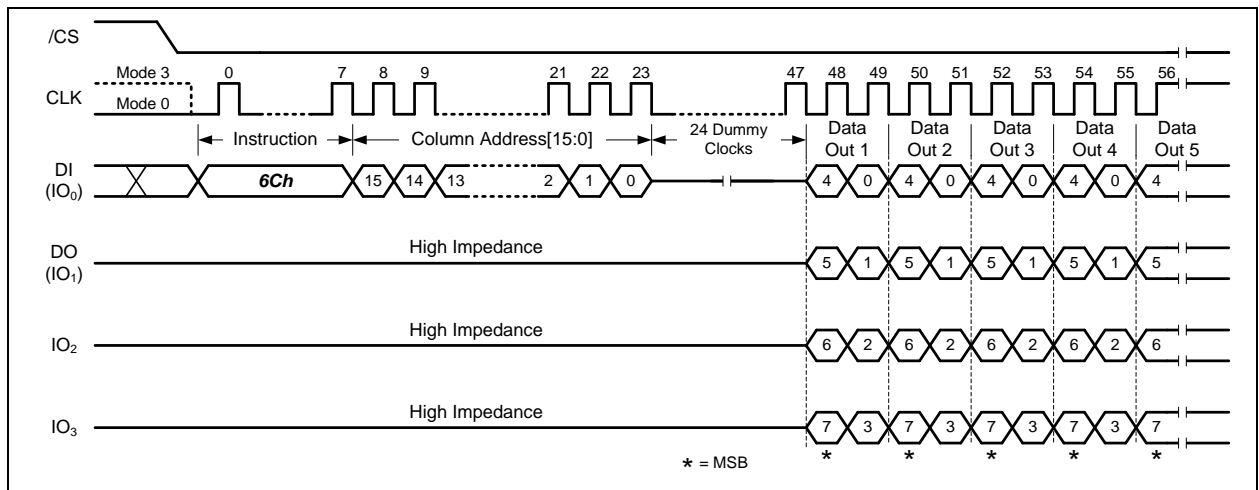 /CS
Mode 3 0 7 8 9 21 22 23 47 48 49 50 51 52 53 54 55 56
CLK
Mode 0
Instruction Column Address[15:0] 24 Dummy Clocks Data Out 1 Data Out 2 Data Out 3 Data Out 4 Data Out 5
DI (IO0) 6Ch 15 14 13 2 1 0 4 0 4 0 4 0 4 0 4
DO (IO1) High Impedance 5 1 5 1 5 1 5 1 5
IO2 High Impedance 6 2 6 2 6 2 6 2 6
IO3 High Impedance 7 3 7 3 7 3 7 3 7
* = MSB * * * * *